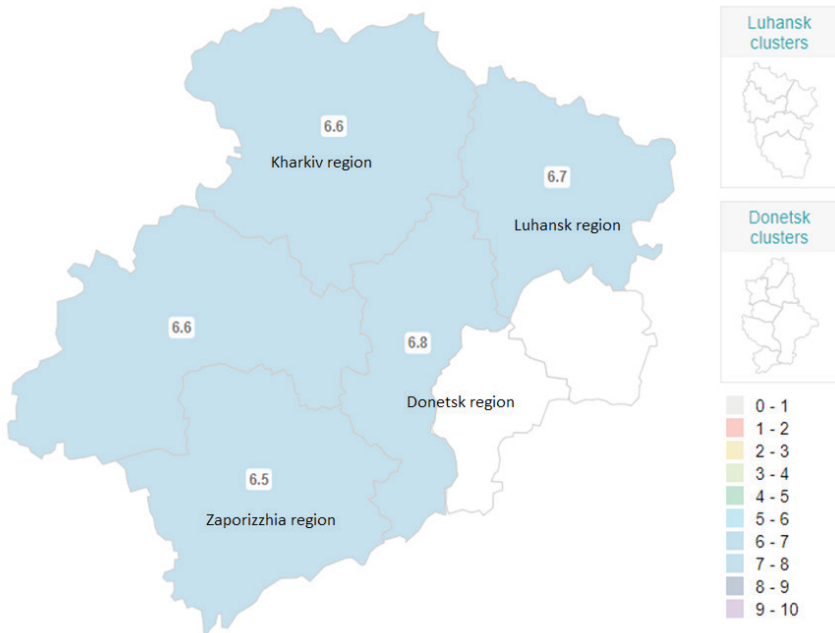 6.6
Kharkiv region
6.7
Luhansk region
6.6
6.8
Donetsk region
6.5
Zaporizzhia region
Luhansk
clusters
Donetsk
clusters
0 - 1
1 - 2
2 - 3
3 - 4
4 - 5
5 - 6
6 - 7
7 - 8
8 - 9
9 - 10